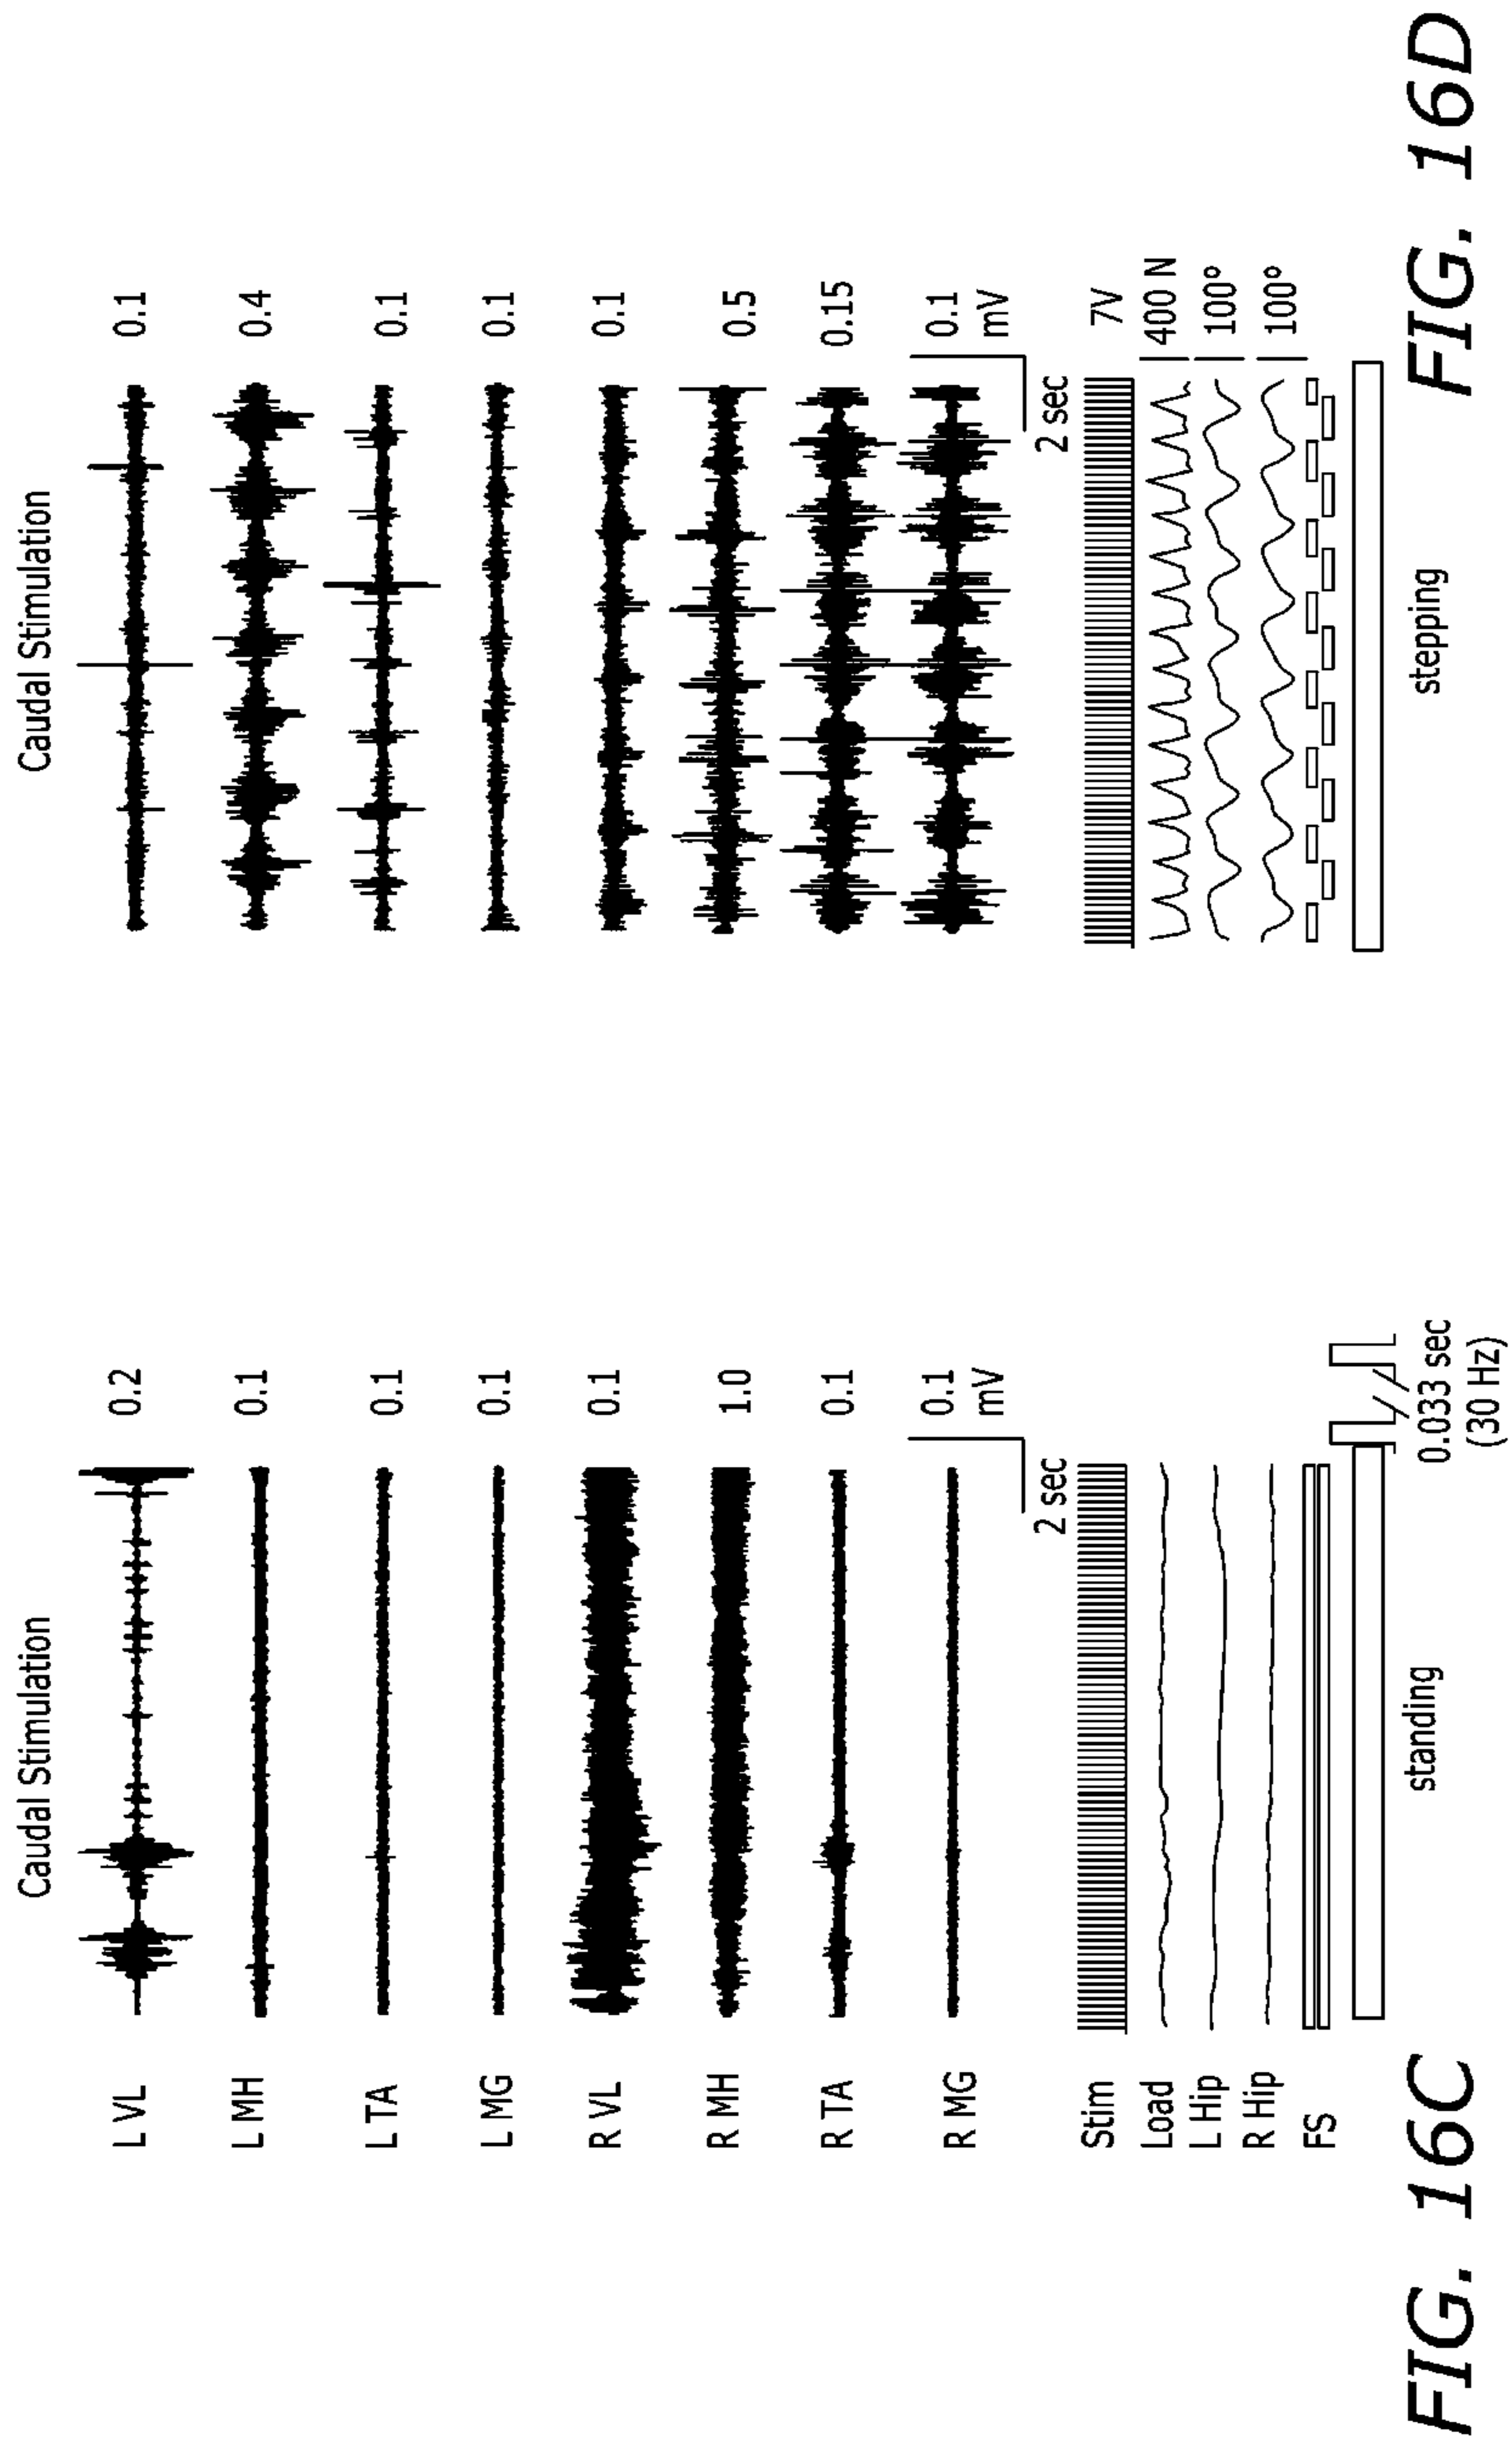 Caudal Stimulation
L VL
0.2
L MH
0.1
L TA
0.1
L MG
0.1
R VL
0.1
R MH
1.0
R TA
0.1
R MG
0.1
mV
2 sec
Stim
Load
L Hip
R Hip
FS
standing
0.033 sec
(30 Hz)
FIG. 16C
Caudal Stimulation
0.1
0.4
0.1
0.1
0.1
0.5
0.15
0.1
mV
2 sec
7V
400 N
100°
100°
stepping
FIG. 16D